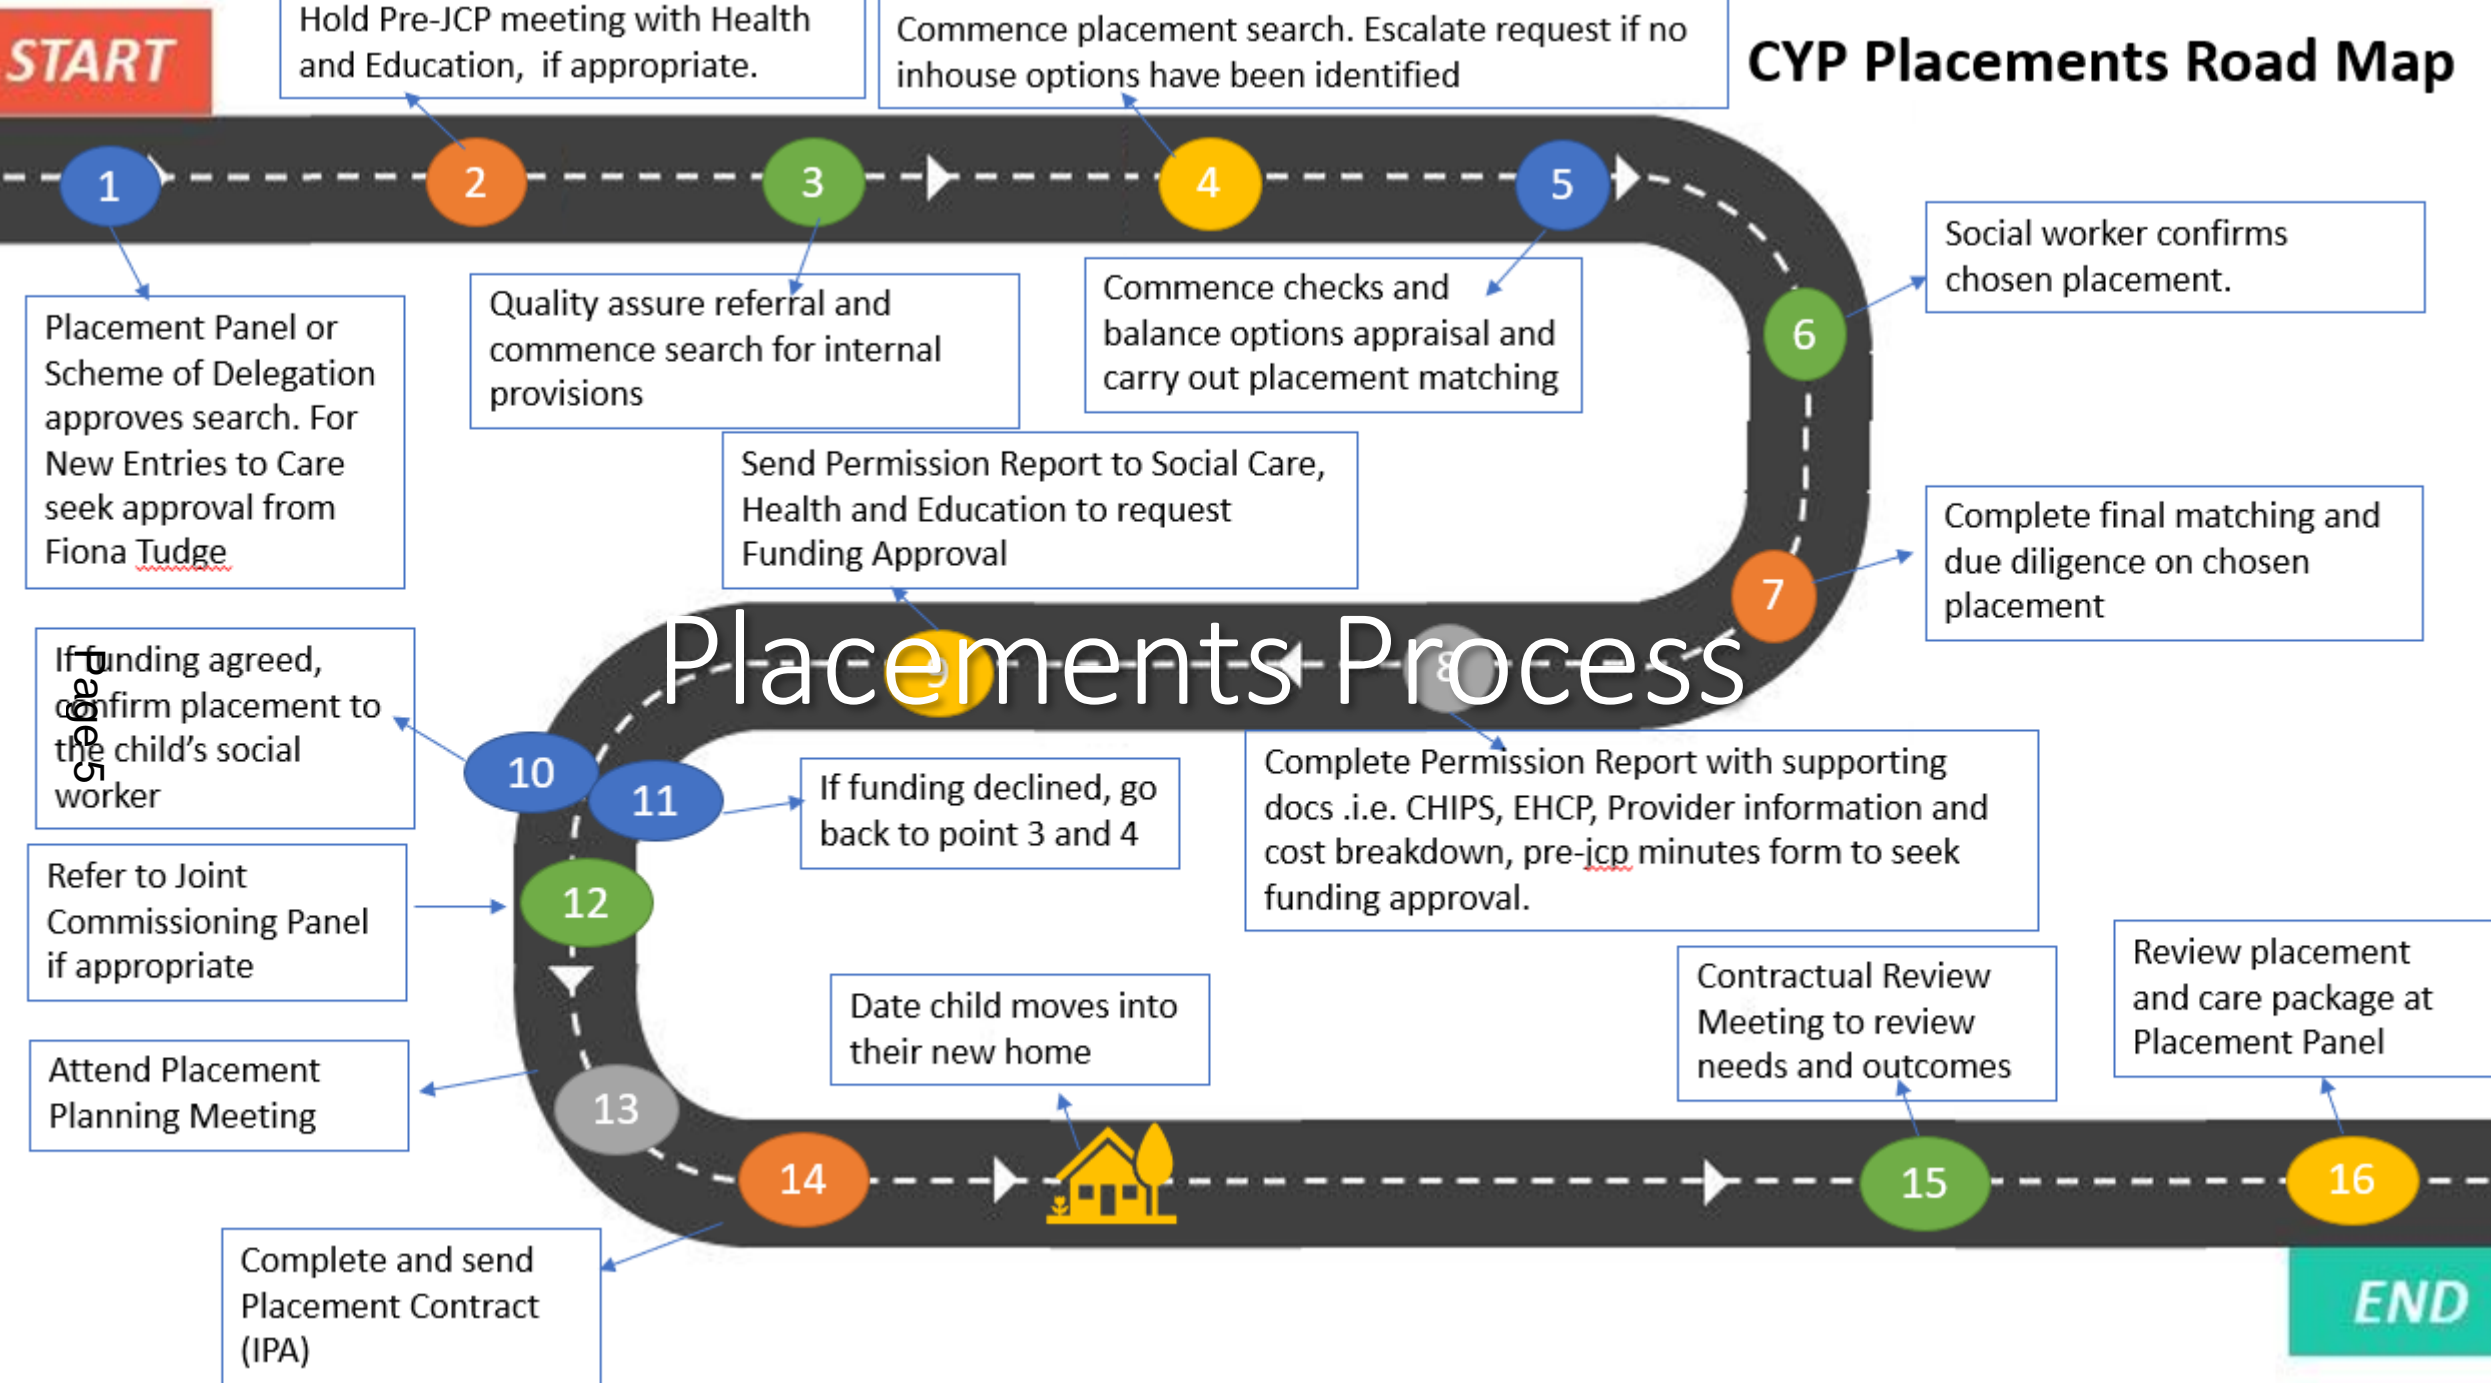 START
Hold Pre-JCP meeting with Health
and Education,  if appropriate.
Commence placement search. Escalate request if no
inhouse options have been identified
CYP Placements Road Map
1
2
3
4
5
Placement Panel or
Scheme of Delegation
approves search. For
New Entries to Care
seek approval from
Fiona Tudge
Quality assure referral and
commence search for internal
provisions
Commence checks and
balance options appraisal and
carry out placement matching
6
Social worker confirms
chosen placement.
7
Complete final matching and
due diligence on chosen
placement
Send Permission Report to Social Care,
Health and Education to request
Funding Approval
Placements Process
8
9
Complete Permission Report with supporting
docs .i.e. CHIPS, EHCP, Provider information and
cost breakdown, pre-jcp minutes form to seek
funding approval.
If funding agreed,
confirm placement to
the child’s social
worker
Page 5
10
11
If funding declined, go
back to point 3 and 4
Refer to Joint
Commissioning Panel
if appropriate
12
Attend Placement
Planning Meeting
13
Complete and send
Placement Contract
(IPA)
14
Date child moves into
their new home
Contractual Review
Meeting to review
needs and outcomes
15
Review placement
and care package at
Placement Panel
16
END